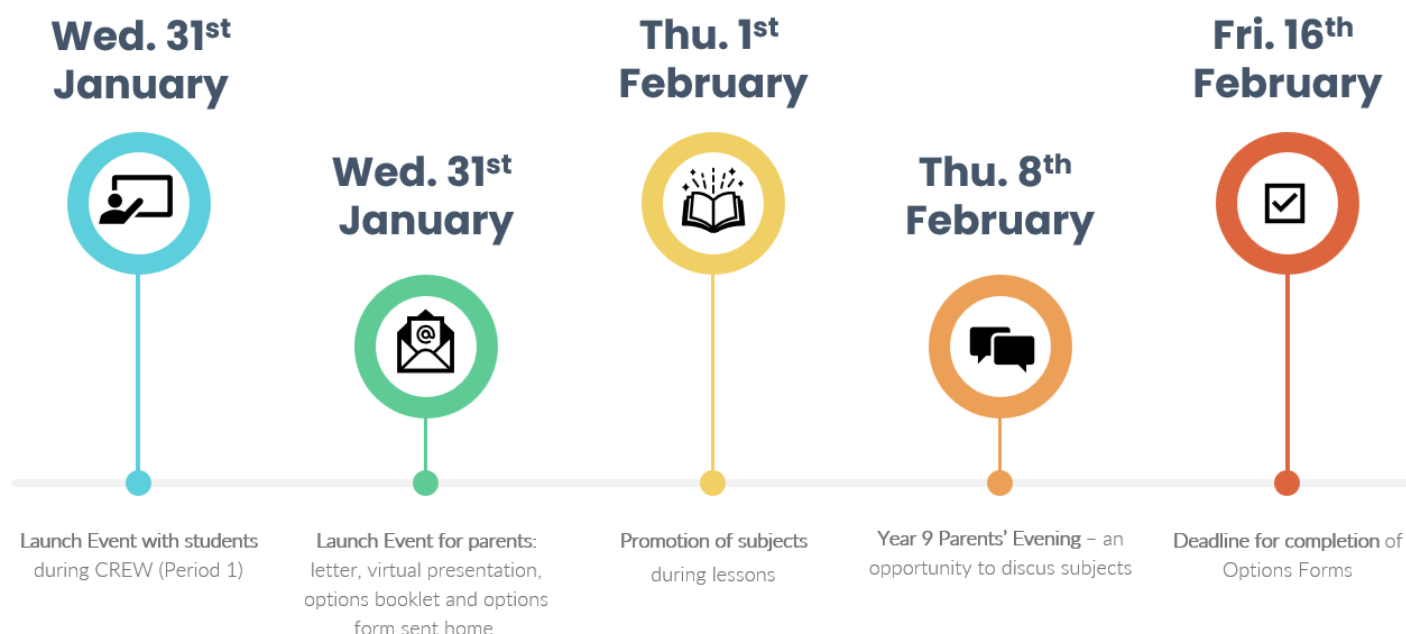 Wed. 31st
January
Launch Event with students
during CREW (Period 1)
Wed. 31st
January
@
Launch Event for parents:
letter, virtual presentation,
options booklet and options
form sent home
Thu. 1st
February
Promotion of subjects
during lessons
Thu. 8th
February
Year 9 Parents’ Evening – an
opportunity to discus subjects
Fri. 16th
February
Deadline for completion of
Options Forms